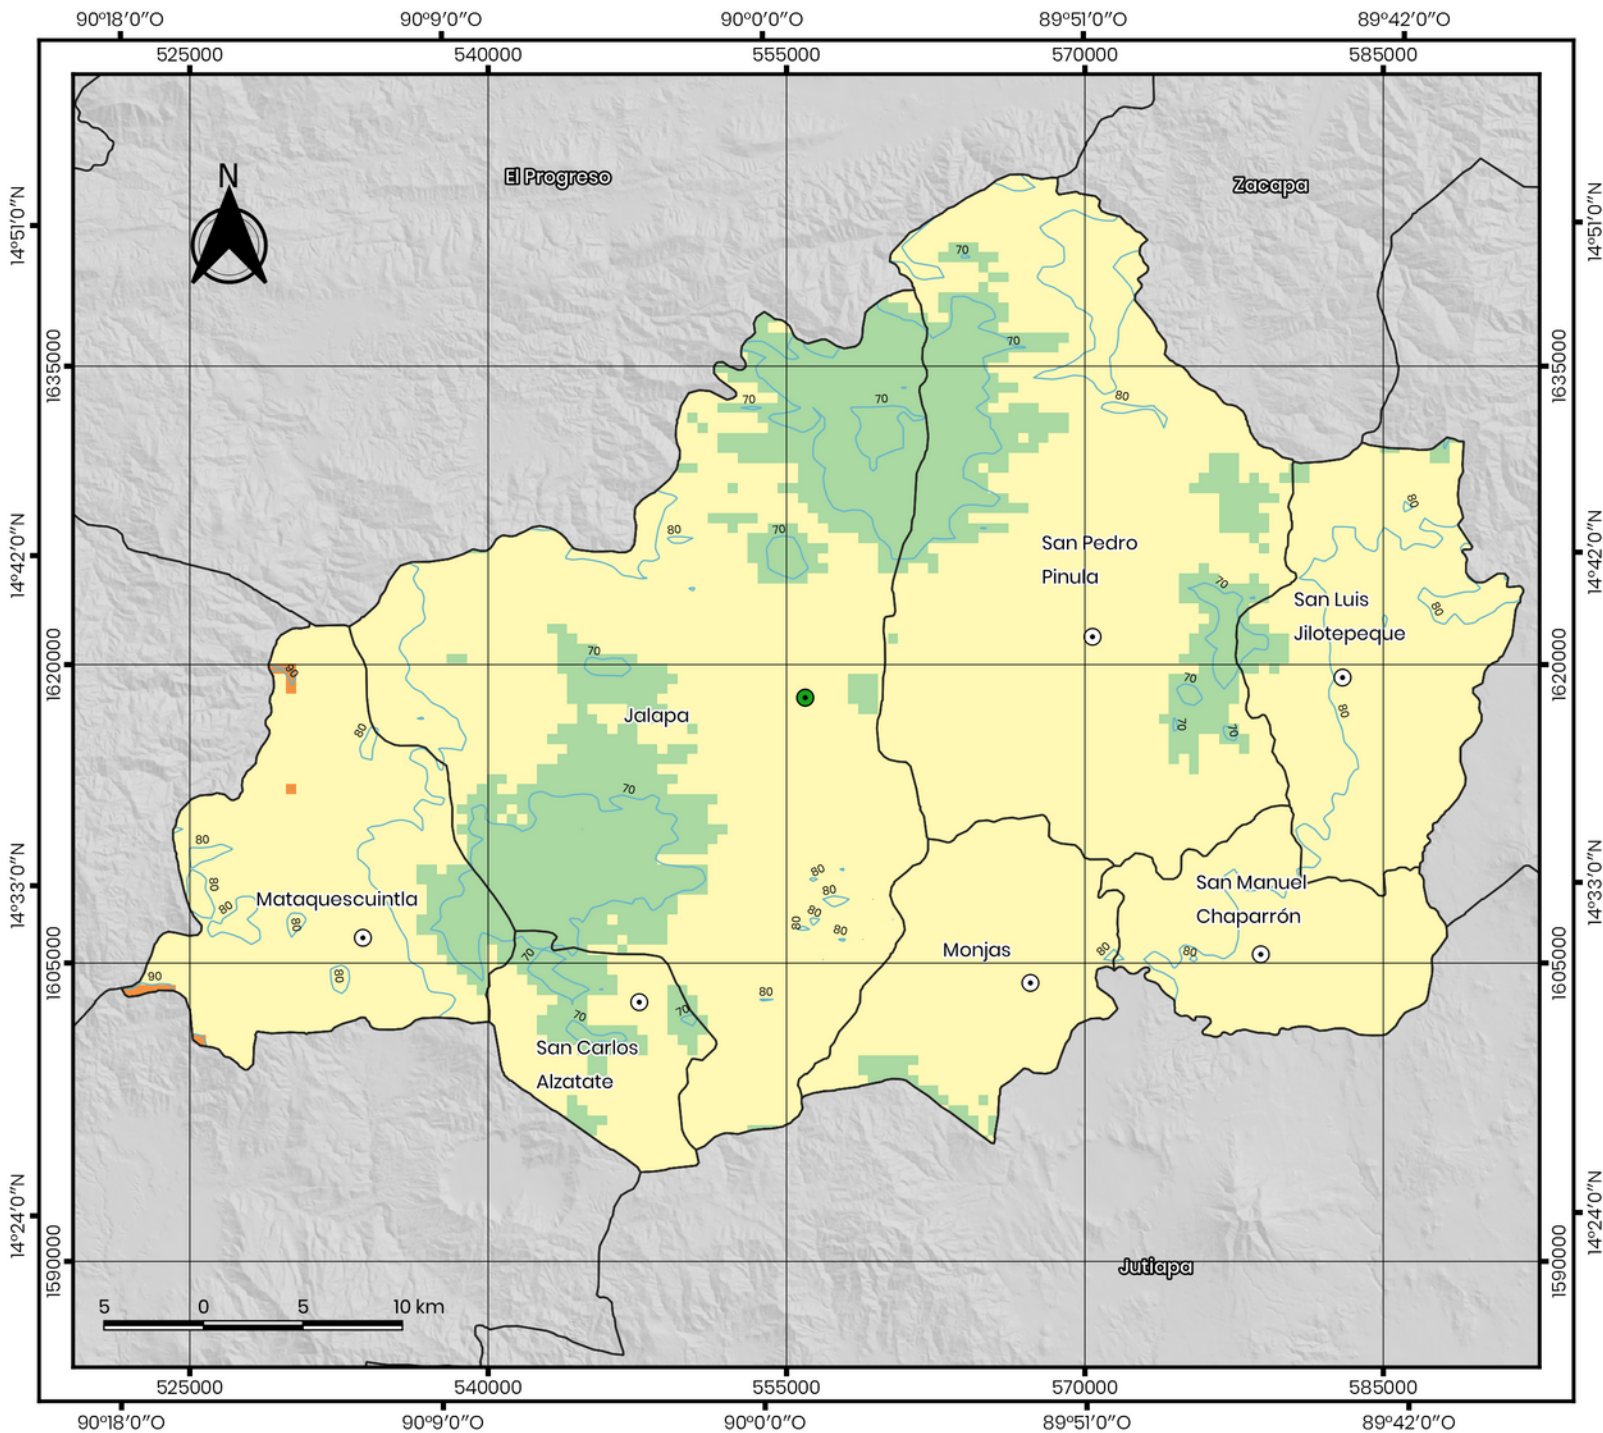 90°18'0"O 90°9'0"O 90°0'0"O 89°51'0"O 89°42'0"O
525000 540000 555000 570000 5885000
N
El Progreso
Zacapa
14°51'0"N
14°51'0"N
70
70
1635000
1635000
70
70
80
80
80
70
14°42'0"N
14°42'0"N
San Pedro
Pinula
70
San Luis
Jilotepeque
80
1620000
1620000
80
70
70
Jalapa
80
80
70
70
70
80
80
14°33'0"N
14°33'0"N
80
80
San Manuel
Chaparrón
Mataquescuintla
80
80
80
80
80
Monjas
80
80
70
1605000
1605000
90
80
80
70
70
San Carlos
Alzatate
14°24'0"N
14°24'0"N
1590000
1590000
Jutiapa
5 0 5 10 km
525000 540000 555000 570000 5885000
90°18'0"O 90°9'0"O 90°0'0"O 89°51'0"O 89°42'0"O